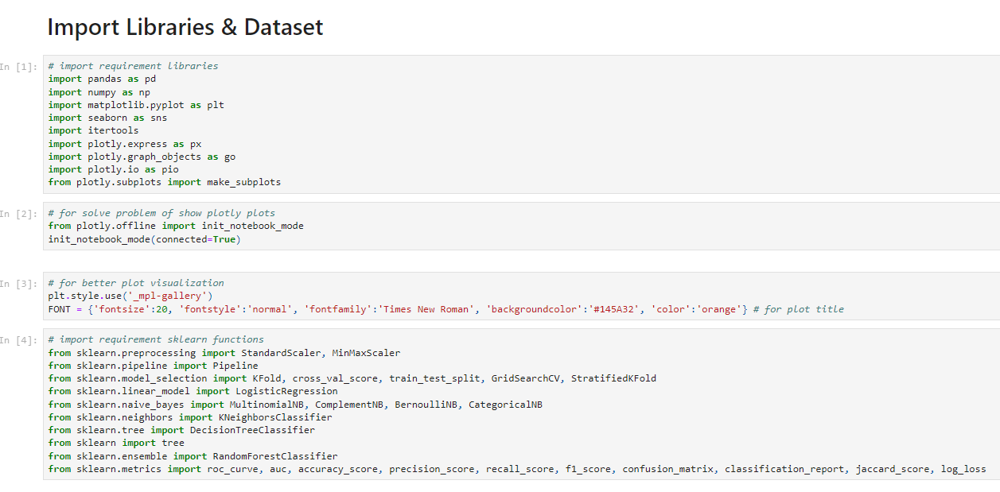 Import Libraries & Dataset
In [1]:
# import requirement libraries
import pandas as pd
import numpy as np
import matplotlib.pyplot as plt
import seaborn as sns
import itertools
import plotly.express as px
import plotly.graph_objects as go
import plotly.io as pio
from plotly.subplots import make_subplots
In [2]:
# for solve problem of show plotly plots
from plotly.offline import init_notebook_mode
init_notebook_mode(connected=True)
In [3]:
# for better plot visualization
plt.style.use('_mpl-gallery')
FONT = {'fontsize':20, 'fontstyle':'normal', 'fontfamily':'Times New Roman', 'backgroundcolor':'#145A32', 'color':'orange'} # for plot title
In [4]:
# import requirement sklearn functions
from sklearn.preprocessing import StandardScaler, MinMaxScaler
from sklearn.pipeline import Pipeline
from sklearn.model_selection import KFold, cross_val_score, train_test_split, GridSearchCV, StratifiedKFold
from sklearn.linear_model import LogisticRegression
from sklearn.naive_bayes import MultinomialNB, ComplementNB, BernoulliNB, CategoricalNB
from sklearn.neighbors import KNeighborsClassifier
from sklearn.tree import DecisionTreeClassifier
from sklearn import tree
from sklearn.ensemble import RandomForestClassifier
from sklearn.metrics import roc_curve, auc, accuracy_score, precision_score, recall_score, f1_score, confusion_matrix, classification_report, jaccard_score, log_loss